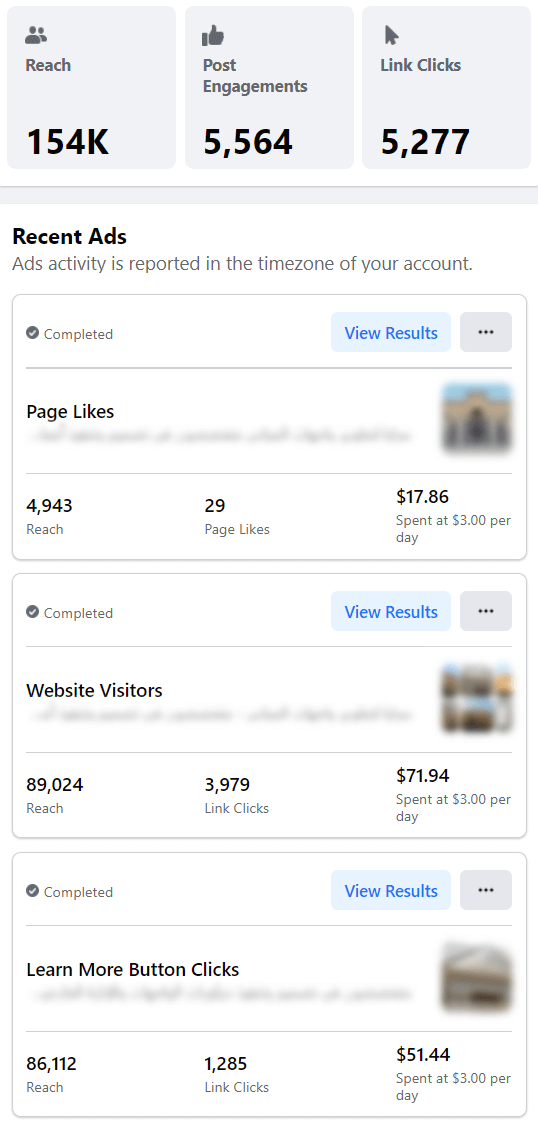 Reach
Post
Engagements
Link Clicks
154K
5,564
5,277
Recent Ads
Ads activity is reported in the timezone of your account.
Completed
View Results
...
Page Likes
4,943
Reach
29
Page Likes
$17.86
Spent at $3.00 per
day
Completed
View Results
...
Website Visitors
89,024
Reach
3,979
Link Clicks
$71.94
Spent at $3.00 per
day
Completed
View Results
...
Learn More Button Clicks
86,112
Reach
1,285
Link Clicks
$51.44
Spent at $3.00 per
day